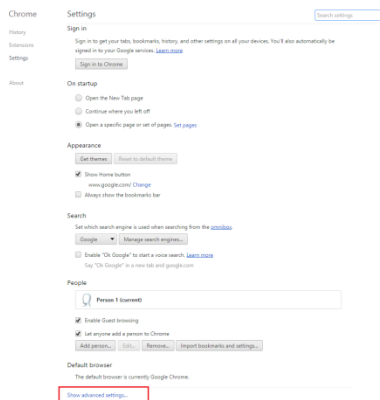 Chrome
Settings
Search settings
History
Extensions
Settings
About
Sign in
Sign in to get your tabs, bookmarks, history, and other settings on all your devices. You'll also automatically be
signed in to your Google services. Learn more
Sign in to Chrome
On startup
Open the New Tab page
Continue where you left off
Open a specific page or set of pages. Set pages
Appearance
Get themes
Reset to default theme
Show Home button
www.google.com/ Change
Always show the bookmarks bar
Search
Set which search engine is used when searching from the omnibox.
Google
Manage search engines...
Enable "Ok Google" to start a voice search. Learn more
Say "Ok Google" in a new tab and google.com
People
Person 1 (current)
Enable Guest browsing
Let anyone add a person to Chrome
Add person...
Edit...
Remove...
Import bookmarks and settings...
Default browser
The default browser is currently Google Chrome.
Show advanced settings...